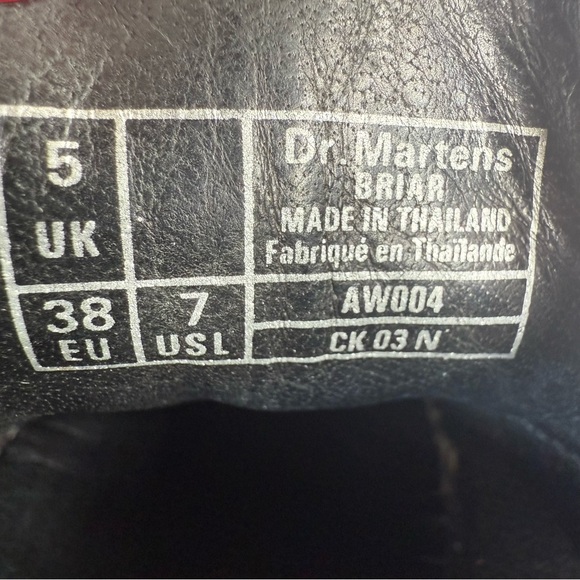 5
UK
38
EU
7
USL
Dr. Martens
BRIAR
MADE IN THAILAND
Fabriqué en Thaïlande
AW004
CK 03 N